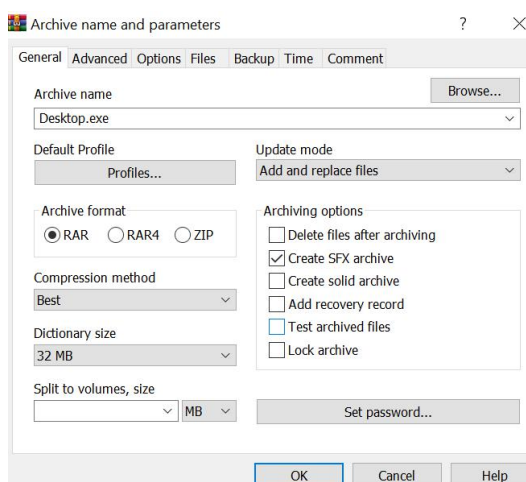 Archive name and parameters ? X
General Advanced Options Files Backup Time Comment
Archive name
Browse...
Desktop.exe
Default Profile
Profiles...
Update mode
Add and replace files
Archive format
RAR RAR4 ZIP
Compression method
Best
Dictionary size
32 MB
Split to volumes, size
MB
Archiving options
Delete files after archiving
Create SFX archive
Create solid archive
Add recovery record
Test archived files
Lock archive
Set password...
OK Cancel Help